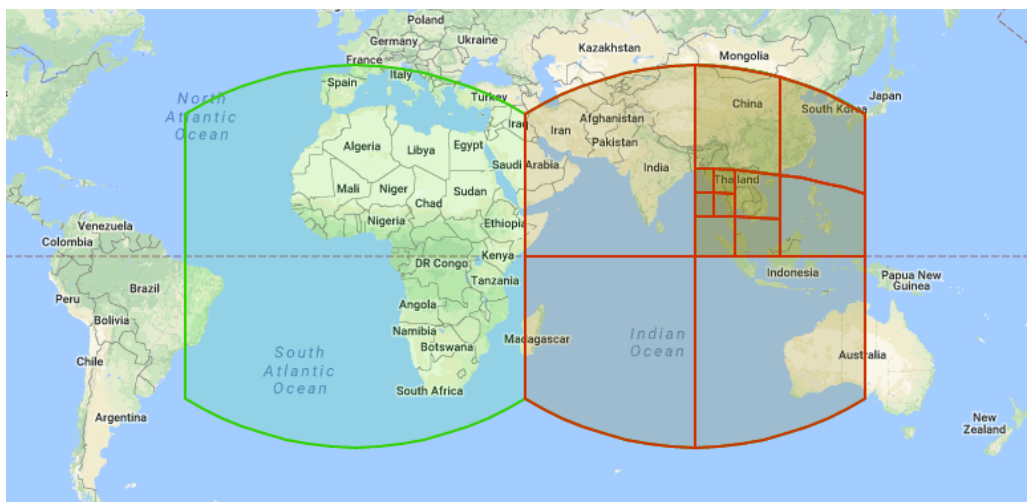 Poland
Germany
Ukraine
Kazakhstan
Mongolia
France
Italy
Spain
Turkey
North
Atlantic
Ocean
Iraq
Iran
Afghanistan
Pakistan
China
South Korea
Japan
Algeria
Libya
Egypt
Saudi Arabia
India
Thailand
Mali
Niger
Chad
Sudan
Nigeria
Ethiopia
Venezuela
Colombia
DR Congo
Kenya
Tanzania
Indonesia
Papua New
Guinea
Peru
Brazil
Bolivia
Angola
Namibia
Botswana
Madagascar
Indian
Ocean
Chile
South
Atlantic
Ocean
Australia
South Africa
Argentina
New
Zealand